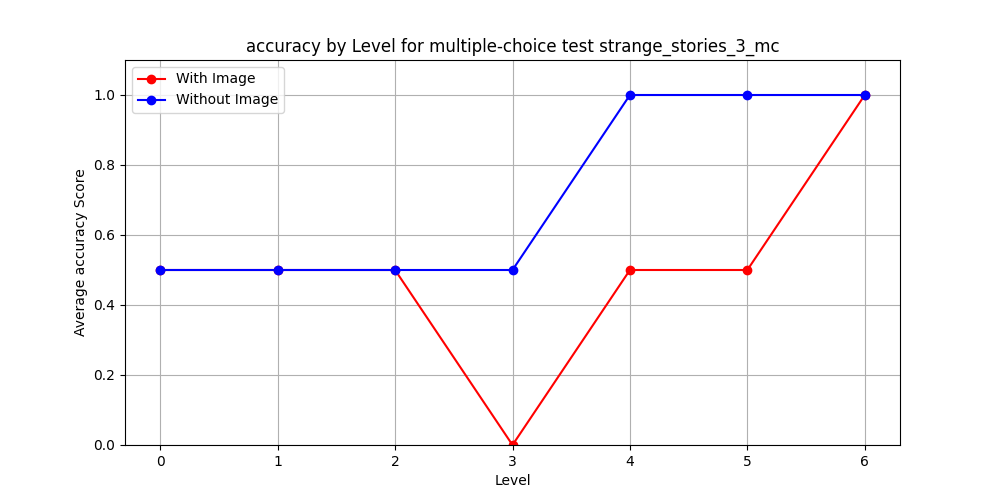 accuracy by Level for multiple-choice test strange_stories_3_mc
With Image
Without Image
Average accuracy Score
1.0
0.8
0.6
0.4
0.2
0.0
0 1 2 3 4 5 6
Level